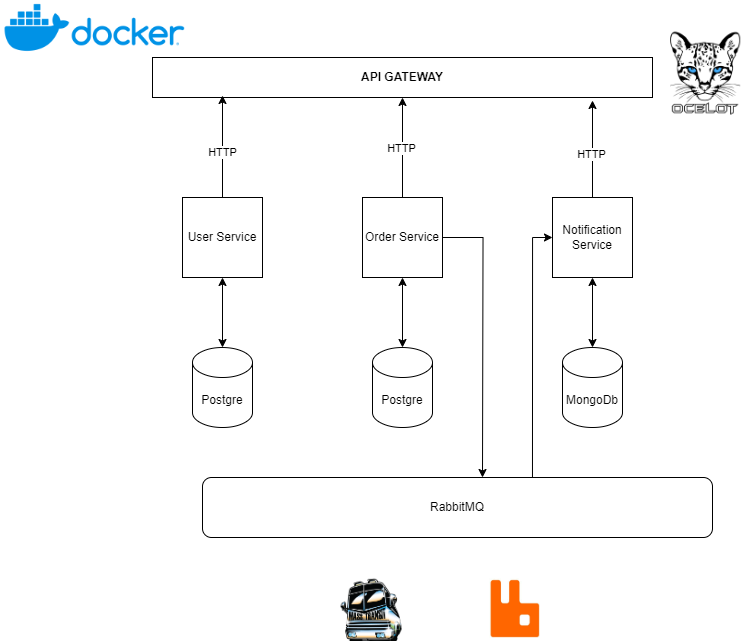 docker
API GATEWAY
OCELOT
HTTP
HTTP
HTTP
User Service
Order Service
Notification
Service
Postgre
Postgre
MongoDb
RabbitMQ
MASS TRANSIT